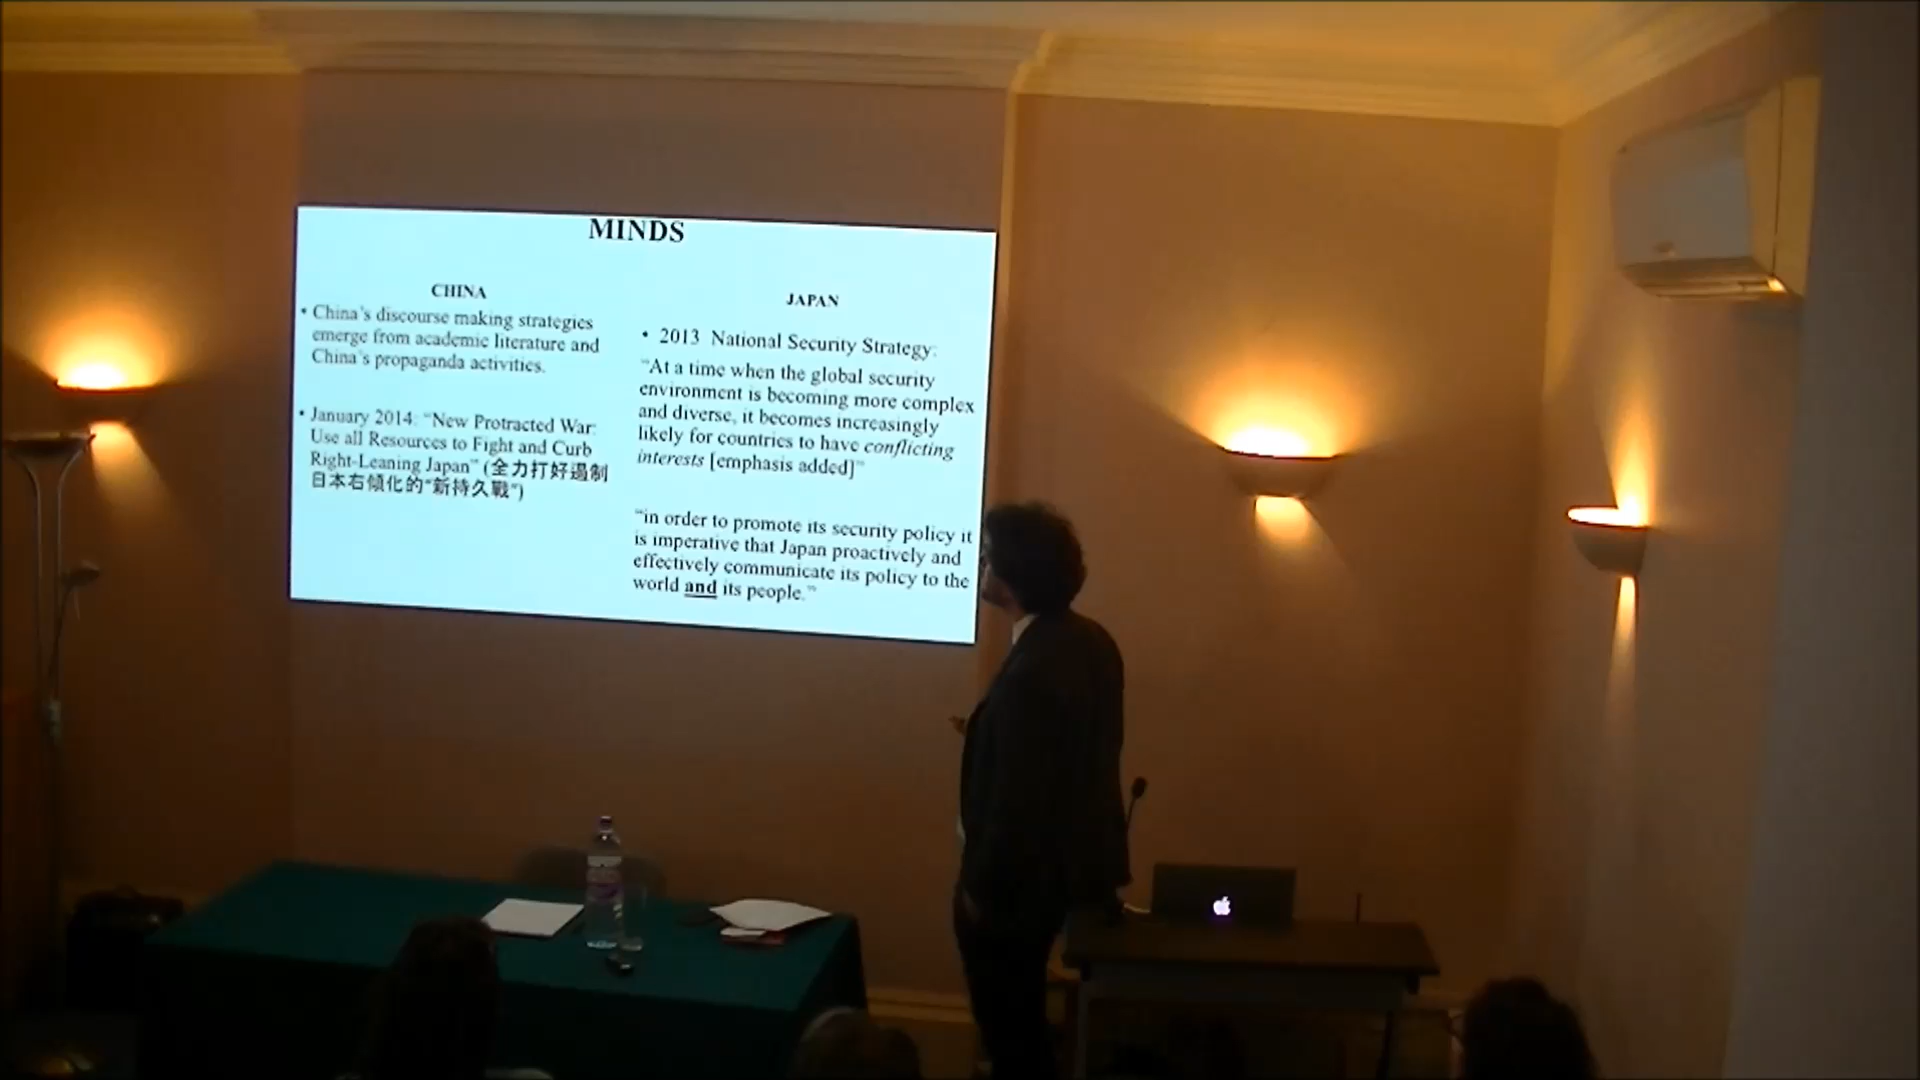 MINDS
CHINA
• China's discourse making strategies
emerge from academic literature and
China's propaganda activities.
• January 2014: “New Protracted War:
Use all Resources to Fight and Curb
Right-Leaning Japan” (全力打好遏制
日本右傾化的“新持久戰”)
JAPAN
• 2013 National Security Strategy:
“At a time when the global security
environment is becoming more complex
and diverse, it becomes increasingly
likely for countries to have conflicting
interests [emphasis added]”
“in order to promote its security policy it
is imperative that Japan proactively and
effectively communicate its policy to the
world and its people.”